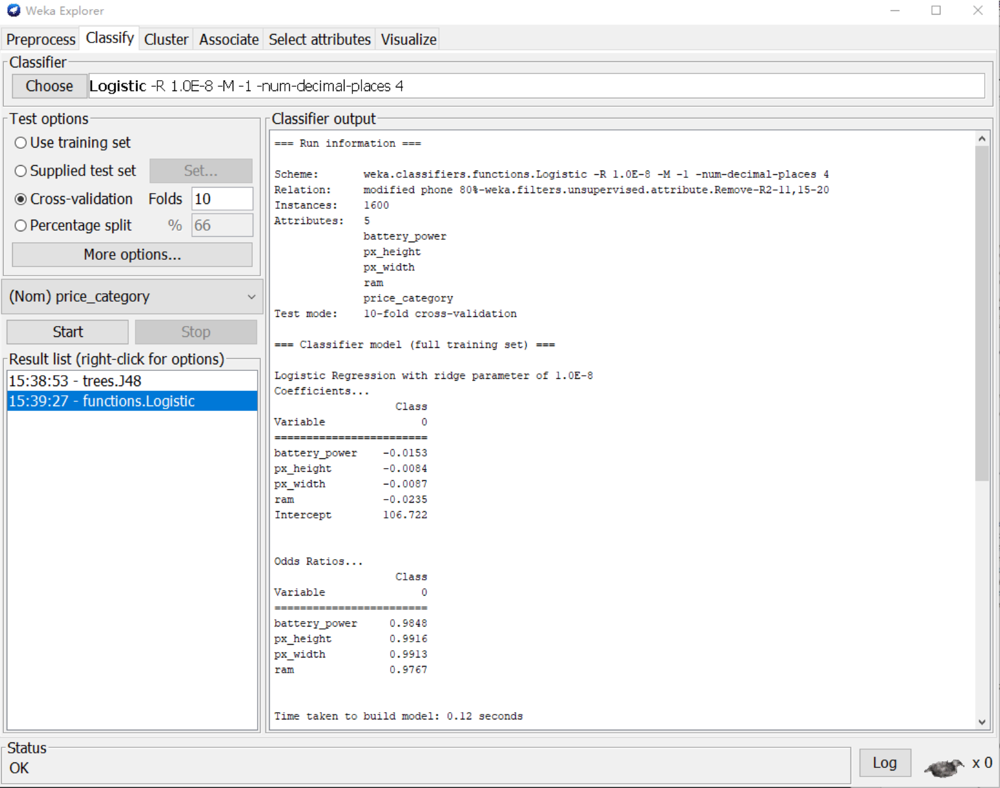 Weka Explorer
Preprocess Classify Cluster Associate Select attributes Visualize
Classifier
Choose Logistic -R 1.0E-8 -M -1 -num-decimal-places 4
Test options
Use training set
Supplied test set Set...
Cross-validation Folds 10
Percentage split % 66
More options...
(Nom) price_category
Start Stop
Result list (right-click for options)
15:38:53 - trees.J48
15:39:27 - functions.Logistic
Classifier output
=== Run information ===
Scheme: weka.classifiers.functions.Logistic -R 1.0E-8 -M -1 -num-decimal-places 4
Relation: modified phone 80%-weka.filters.unsupervised.attribute.Remove-R2-11,15-20
Instances: 1600
Attributes: 5
battery_power
px_height
px_width
ram
price_category
Test mode: 10-fold cross-validation
=== Classifier model (full training set) ===
Logistic Regression with ridge parameter of 1.0E-8
Coefficients...
Class
Variable 0
========================
battery_power -0.0153
px_height -0.0084
px_width -0.0087
ram -0.0235
Intercept 106.722
Odds Ratios...
Class
Variable 0
========================
battery_power 0.9848
px_height 0.9916
px_width 0.9913
ram 0.9767
Time taken to build model: 0.12 seconds
Status
OK
Log x 0